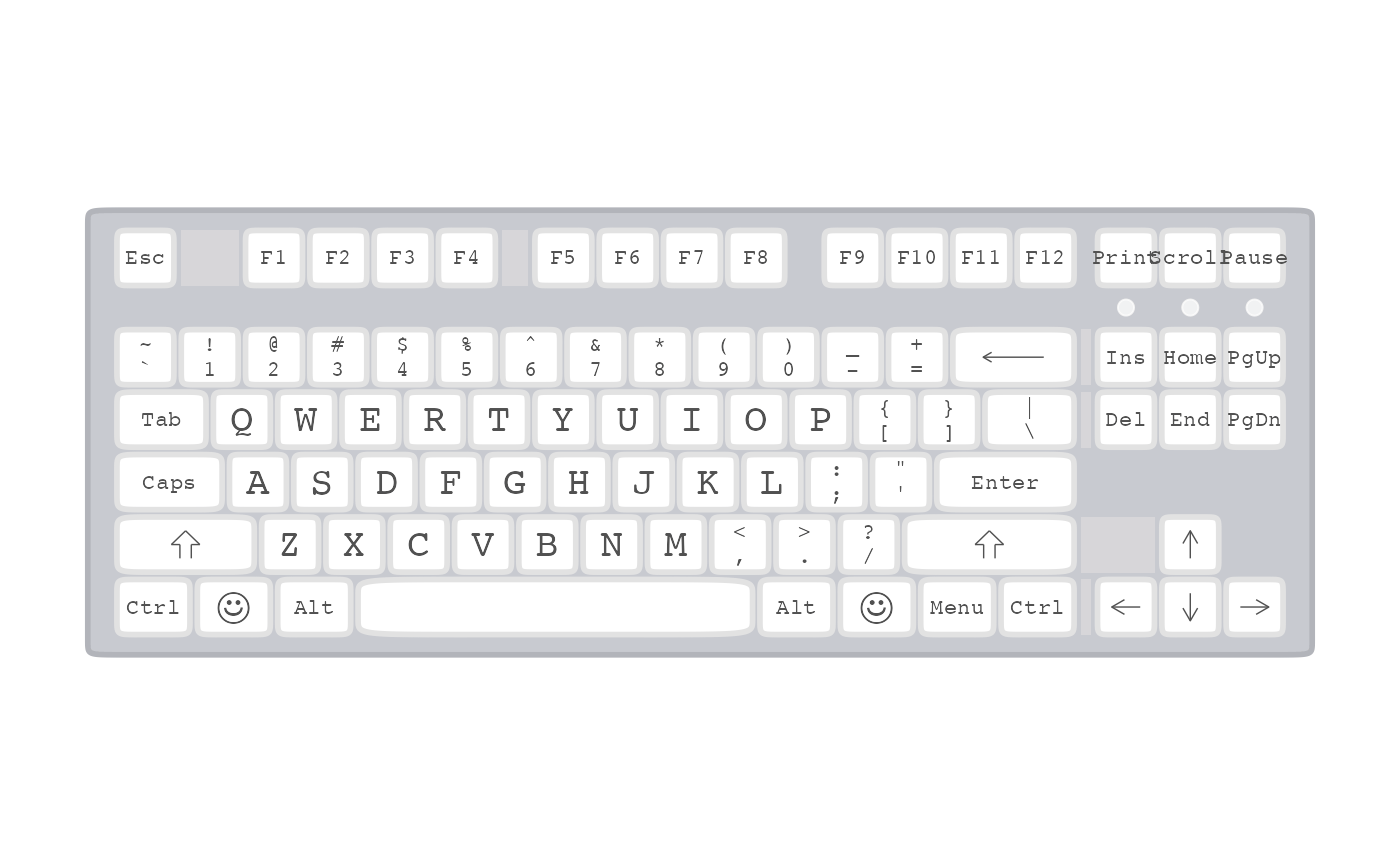 Esc F1 F2 F3 F4 F5 F6 F7 F8 F9 F10 F11 F12 Print Scroll Pause
~ ! @ # $ % ^ & * ( ) _ +
` 1 2 3 4 5 6 7 8 9 0 - = ← Ins Home PgUp
Tab Q W E R T Y U I O P { } | Del End PgDn
[ ] \
Caps A S D F G H J K L : " Enter
; '
⇧ Z X C V B N M < > ? ⇧ ↑
, . /
Ctrl ☺ Alt Alt ☺ Menu Ctrl ← ↓ →